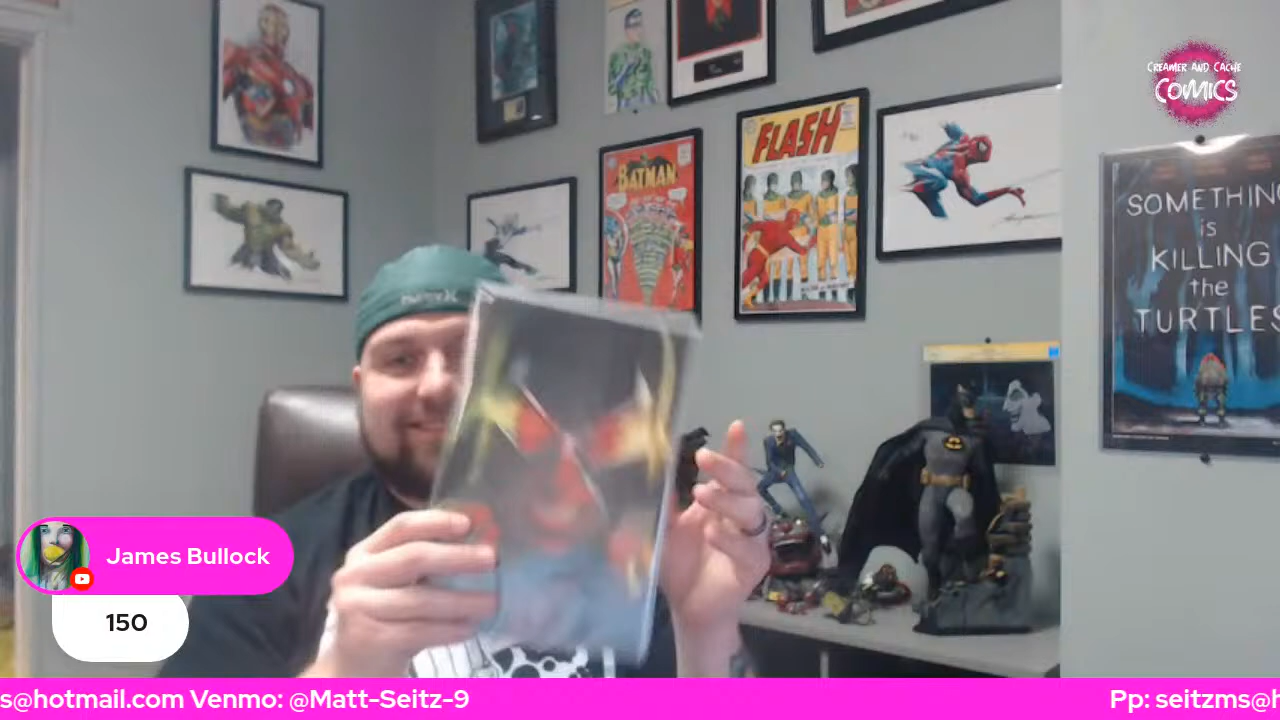 CREAMER AND CACHE
COMICS
FLASH
BATMAN
SOMETHING
is
KILLING
the
TURTLES
James Bullock
150
s@hotmail.com Venmo: @Matt-Seitz-9
Pp: seitzms@h